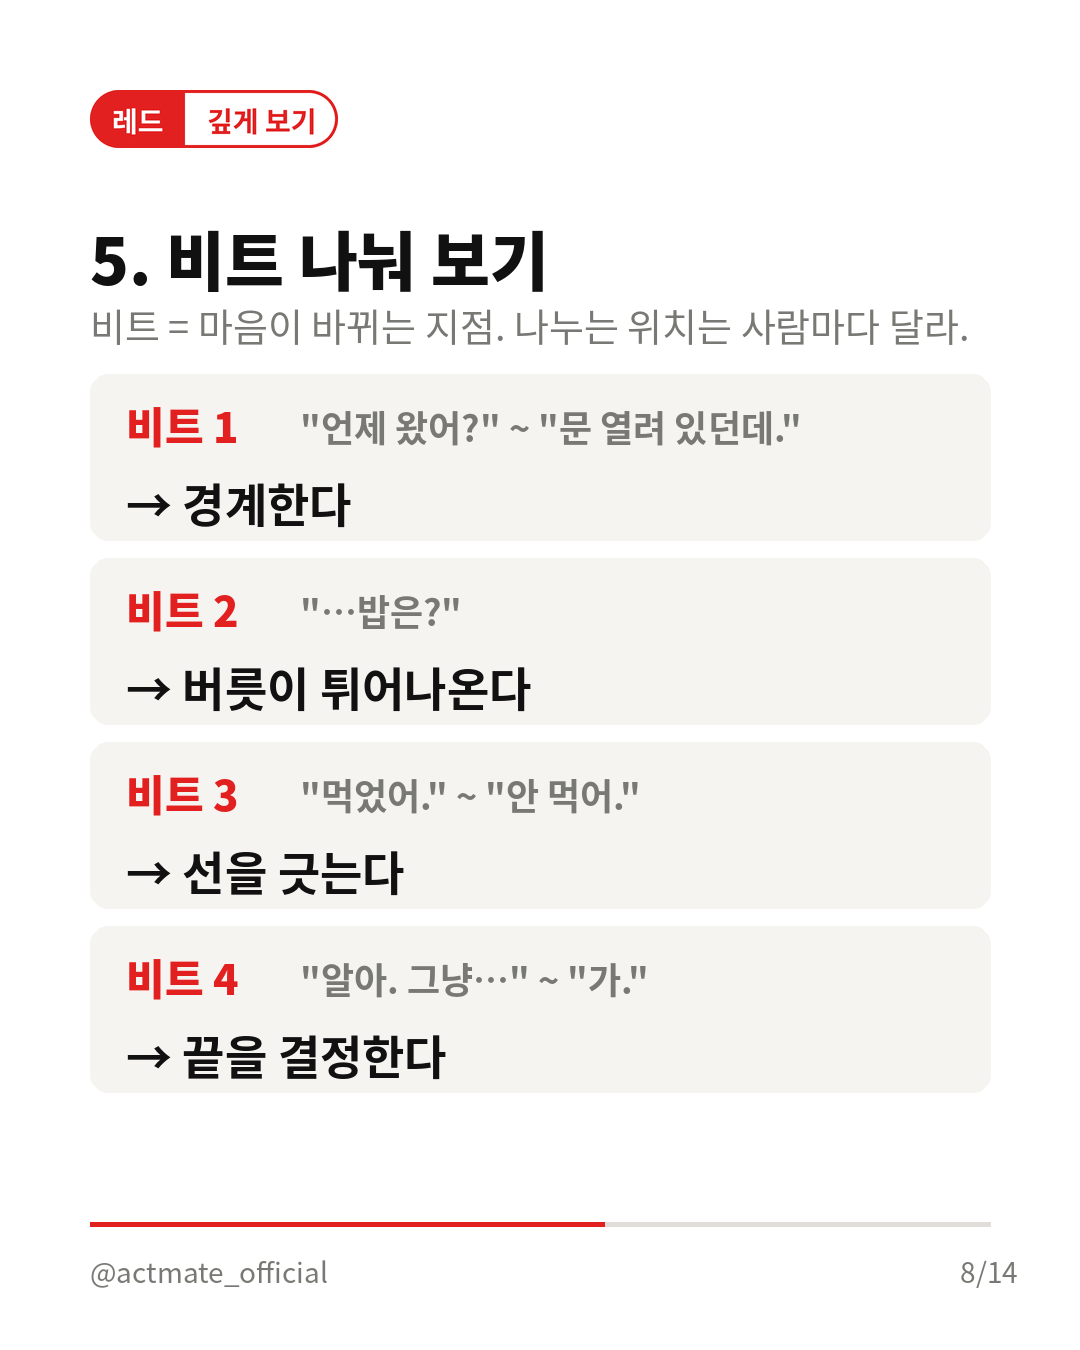 레드 깊게 보기
5. 비트 나눠 보기
비트 = 마음이 바뀌는 지점. 나누는 위치는 사람마다 달라.
비트 1 "언제 왔어?" ~ "문 열려 있던데."
→ 경계한다
비트 2 "…밥은?"
→ 버릇이 튀어나온다
비트 3 "먹었어." ~ "안 먹어."
→ 선을 긋는다
비트 4 "알아. 그냥…" ~ "가."
→ 끝을 결정한다
@actmate_official 8/14